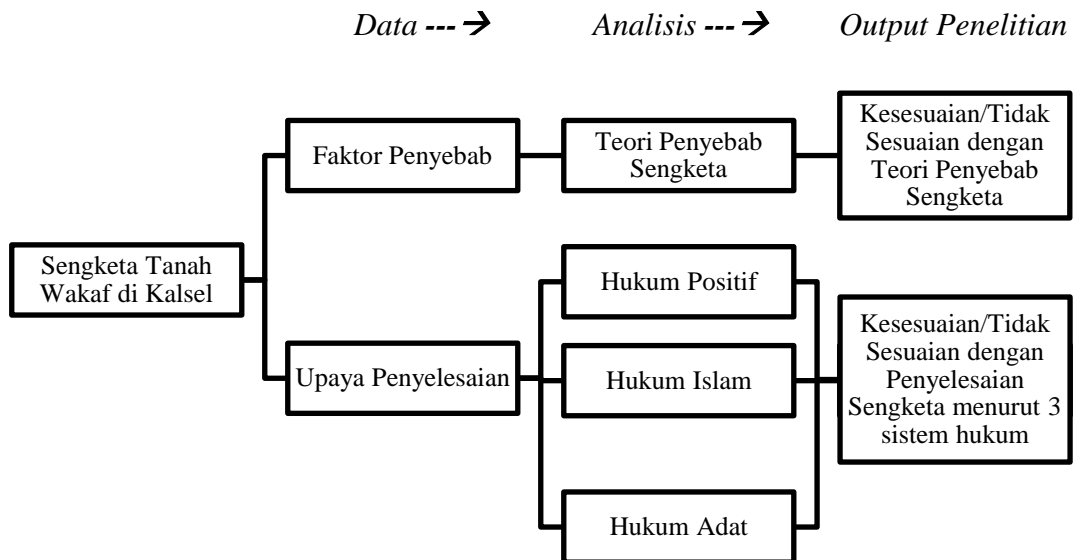 Data --- → Analisis --- → Output Penelitian
Faktor Penyebab
Teori Penyebab
Sengketa
Kesesuaian/Tidak
Sesuaian dengan
Teori Penyebab
Sengketa
Sengketa Tanah
Wakaf di Kalsel
Upaya Penyelesaian
Hukum Positif
Hukum Islam
Hukum Adat
Kesesuaian/Tidak
Sesuaian dengan
Penyelesaian
Sengketa menurut 3
sistem hukum